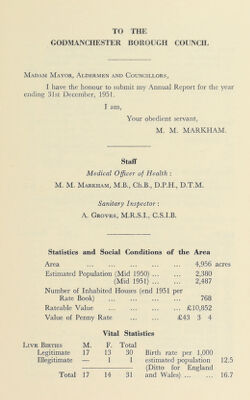 TO THE
GODMANCHESTER BOROUGH COUNCIL
MADAM MAYOR, ALDERMEN AND COUNCILLORS,
I have the honour to submit my Annual Report for the year
ending 31st December, 1951.
I am,
Your obedient servant,
M. M. MARKHAM.
Staff
Medical Officer of Health :
M. M. MARKHAM, M.B., Ch.B., D.P.H., D.T.M.
Sanitary Inspector :
A. GROVES, M.R.S.I., C.S.I.B.
Statistics and Social Conditions of the Area
Area ... ... ... ... ... ... 4,956 acres
Estimated Population (Mid 1950) ... ... 2,380
(Mid 1951) ... ... 2,487
Number of Inhabited Houses (end 1951 per
Rate Book) ... ... ... ... 768
Rateable Value ... ... ... ... £10,852
Value of Penny Rate ... ... £43 3 4
Vital Statistics
LIVE BIRTHS M. F. Total
Legitimate 17 13 30 Birth rate per 1,000
Illegitimate — 1 1 estimated population 12.5
(Ditto for England
Total 17 14 31 and Wales) ... ... 16.7